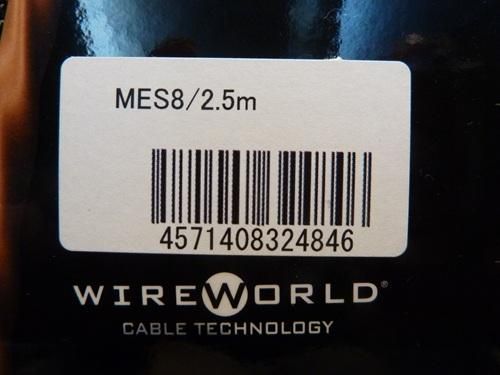 MES8/2.5m
4571408324846
WIREWORLD®
CABLE TECHNOLOGY